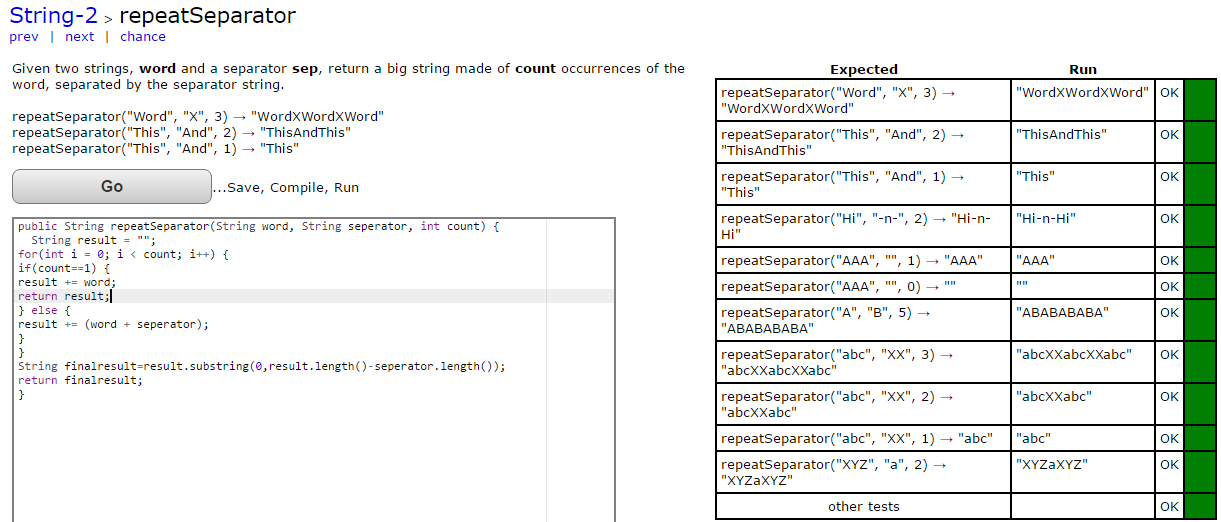 String-2 > repeatSeparator
prev | next | chance
Given two strings, word and a separator sep, return a big string made of count occurrences of the
word, separated by the separator string.
repeatSeparator("Word", "X", 3) → "WordXWordXWord"
repeatSeparator("This", "And", 2) → "ThisAndThis"
repeatSeparator("This", "And", 1) → "This"
Go
...Save, Compile, Run
public String repeatSeparator(String word, String seperator, int count) {
String result = "";
for(int i = 0; i < count; i++) {
if(count==1) {
result += word;
return result;
} else {
result += (word + seperator);
}
}
String finalresult=result.substring(0,result.length()-seperator.length());
return finalresult;
}
Expected Run
repeatSeparator("Word", "X", 3) → "WordXWordXWord" OK
"WordXWordXWord"
repeatSeparator("This", "And", 2) → "ThisAndThis" OK
"ThisAndThis"
repeatSeparator("This", "And", 1) → "This" OK
"This"
repeatSeparator("Hi", "-n-", 2) → "Hi-n- "Hi-n-Hi" OK
Hi"
repeatSeparator("AAA", "", 1) → "AAA" "AAA" OK
repeatSeparator("AAA", "", 0) → "" "" OK
repeatSeparator("A", "B", 5) → "ABABABABA" OK
"ABABABABA"
repeatSeparator("abc", "XX", 3) → "abcXXabcXXabc" OK
"abcXXabcXXabc"
repeatSeparator("abc", "XX", 2) → "abcXXabc" OK
"abcXXabc"
repeatSeparator("abc", "XX", 1) → "abc" "abc" OK
repeatSeparator("XYZ", "a", 2) → "XYZaXYZ" OK
"XYZaXYZ"
other tests OK